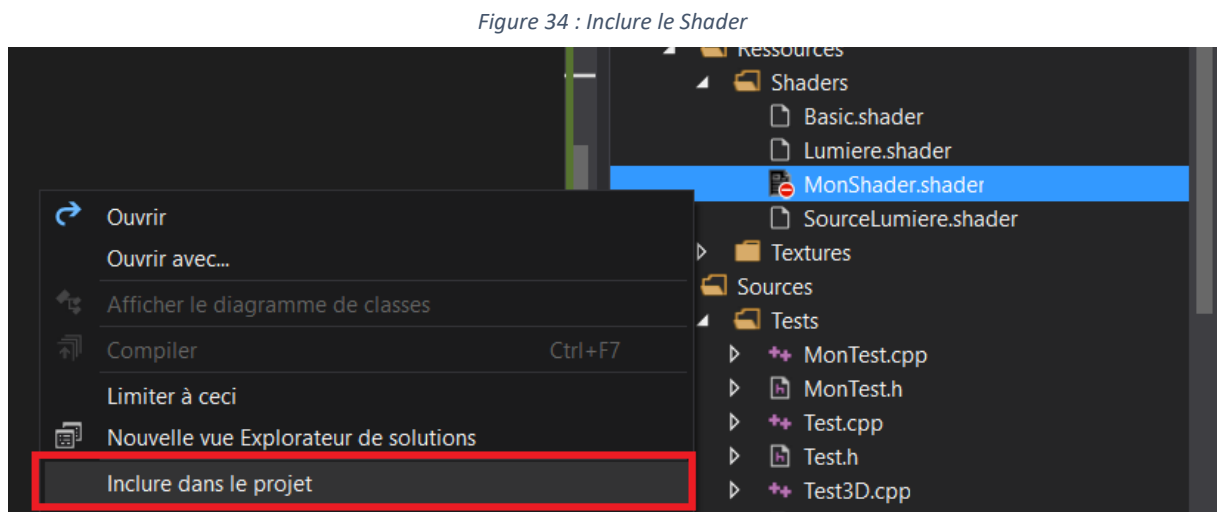 Figure 34 : Inclure le Shader
Ressources
Shaders
Basic.shader
Lumiere.shader
MonShader.shader
SourceLumiere.shader
Textures
Sources
Tests
MonTest.cpp
MonTest.h
Test.cpp
Test.h
Test3D.cpp
Ouvrir
Ouvrir avec...
Afficher le diagramme de classes
Compiler Ctrl+F7
Limiter à ceci
Nouvelle vue Explorateur de solutions
Inclure dans le projet